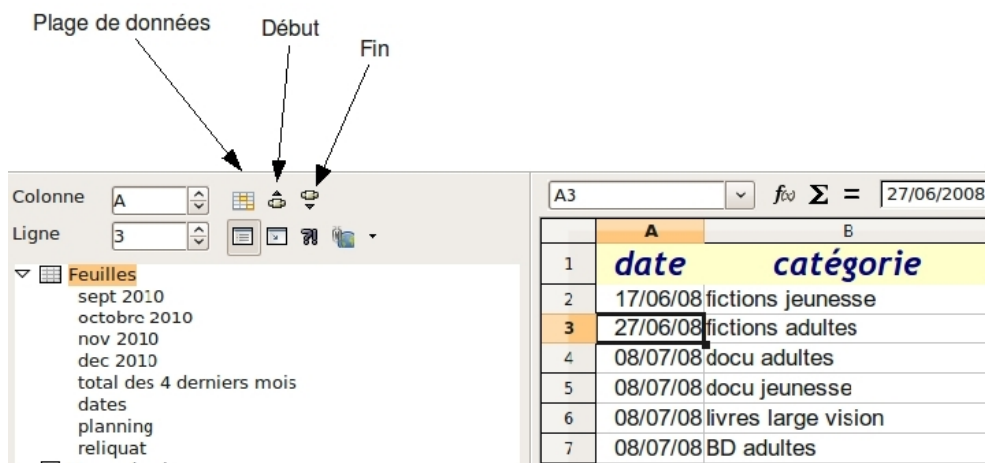 Plage de données
Début
Fin
Colonne A
Ligne 3
Feuilles
sept 2010
octobre 2010
nov 2010
dec 2010
total des 4 derniers mois
dates
planning
reliquat
A3 f(x) Σ = 27/06/2008
A B
1 date catégorie
2 17/06/08 fictions jeunesse
3 27/06/08 fictions adultes
4 08/07/08 docu adultes
5 08/07/08 docu jeunesse
6 08/07/08 livres large vision
7 08/07/08 BD adultes